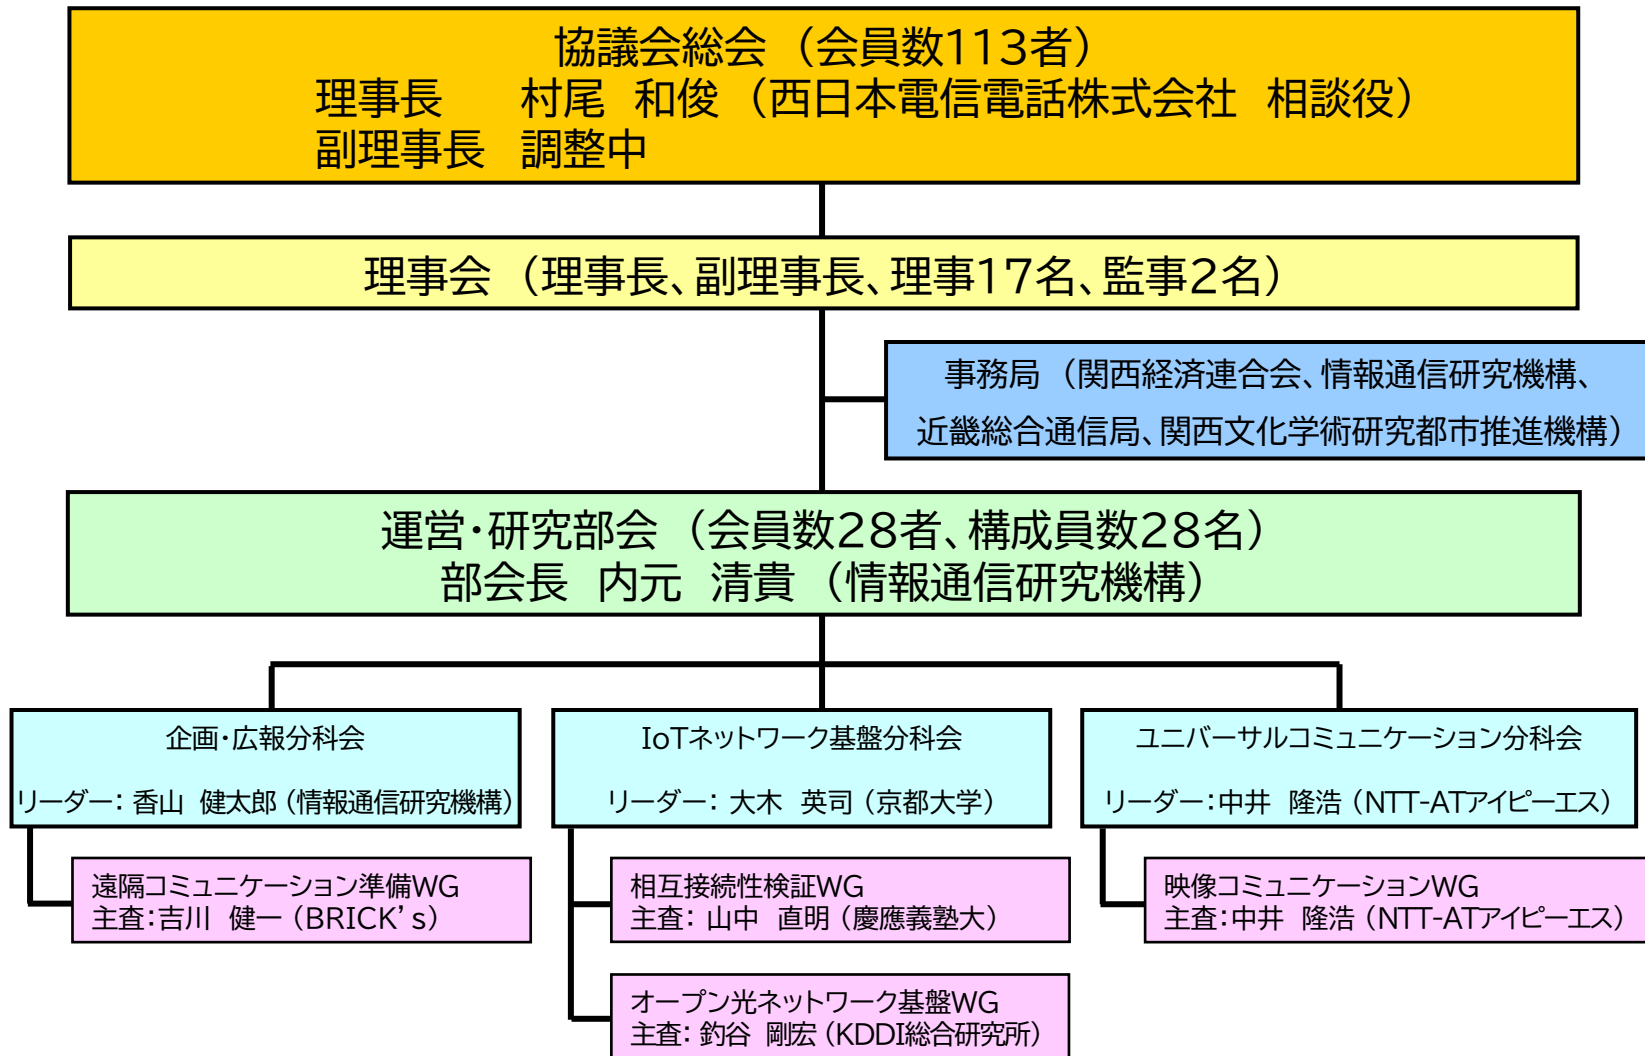 協議会総会 （会員数113者）
理事長　村尾 和俊 （西日本電信電話株式会社 相談役）
副理事長　調整中
理事会 （理事長、副理事長、理事17名、監事2名）
事務局 （関西経済連合会、情報通信研究機構、
近畿総合通信局、関西文化学術研究都市推進機構）
運営・研究部会 （会員数28者、構成員数28名）
部会長 内元 清貴 （情報通信研究機構）
企画・広報分科会
リーダー： 香山 健太郎 （情報通信研究機構）
IoTネットワーク基盤分科会
リーダー： 大木 英司 （京都大学）
ユニバーサルコミュニケーション分科会
リーダー：中井 隆浩 （NTT-ATアイピーエス）
遠隔コミュニケーション準備WG
主査：吉川 健一 （BRICK’s）
相互接続性検証WG
主査： 山中 直明 （慶應義塾大）
映像コミュニケーションWG
主査：中井 隆浩 （NTT-ATアイピーエス）
オープン光ネットワーク基盤WG
主査： 釣谷 剛宏 （KDDI総合研究所）